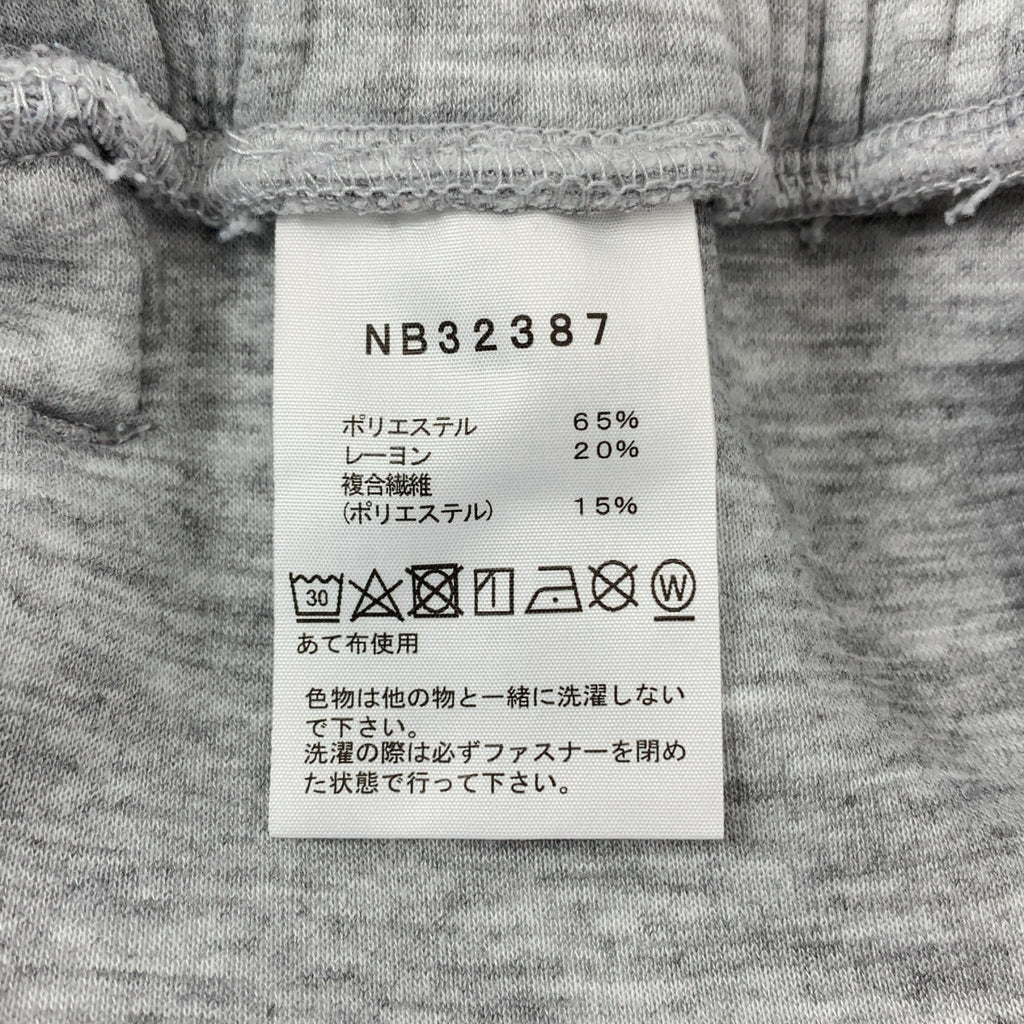 NB32387
ポリエステル 65%
レーヨン 20%
複合繊維
(ポリエステル) 15%
30 W
あて布使用
色物は他の物と一緒に洗濯しない
で下さい。
洗濯の際は必ずファスナーを閉め
た状態で行って下さい。